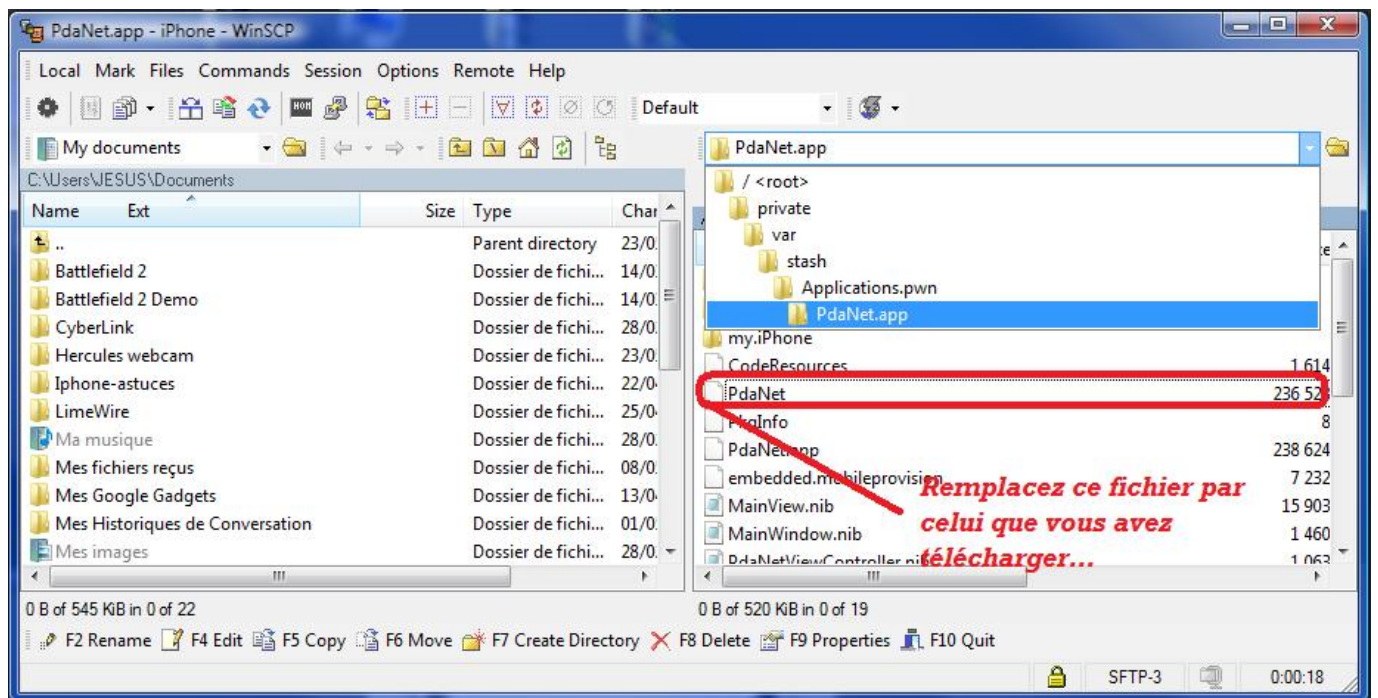 PdaNet.app - iPhone - WinSCP
Local Mark Files Commands Session Options Remote Help
Default
My documents
PdaNet.app
C:\Users\JESUS\Documents
/ <root>
Name Ext Size Type
private
var
.. Parent directory 23/0
stash
Battlefield 2 Dossier de fichi... 14/0
Applications.pwn
Battlefield 2 Demo Dossier de fichi... 14/0
PdaNet.app
CyberLink Dossier de fichi... 28/0
my.iPhone
Hercules webcam Dossier de fichi... 23/0
CodeResources 1 614
Iphone-astuces Dossier de fichi... 22/0
PdaNet
LimeWire Dossier de fichi... 25/0
PkgInfo 8
Ma musique Dossier de fichi... 28/0
PdaNet.app 238 624
Mes fichiers reçus Dossier de fichi... 08/0
embedded.mobileprovision 7 232
Mes Google Gadgets Dossier de fichi... 13/0
MainView.nib 15 903
Mes Historiques de Conversation Dossier de fichi... 01/0
MainWindow.nib 1 460
Mes images Dossier de fichi... 28/0
PdaNetViewController.nib 1 063
Remplacez ce fichier par
celui que vous avez
télécharger...
0 B of 545 KiB in 0 of 22
0 B of 520 KiB in 0 of 19
F2 Rename F4 Edit F5 Copy F6 Move F7 Create Directory F8 Delete F9 Properties F10 Quit
SFTP-3 0:00:18